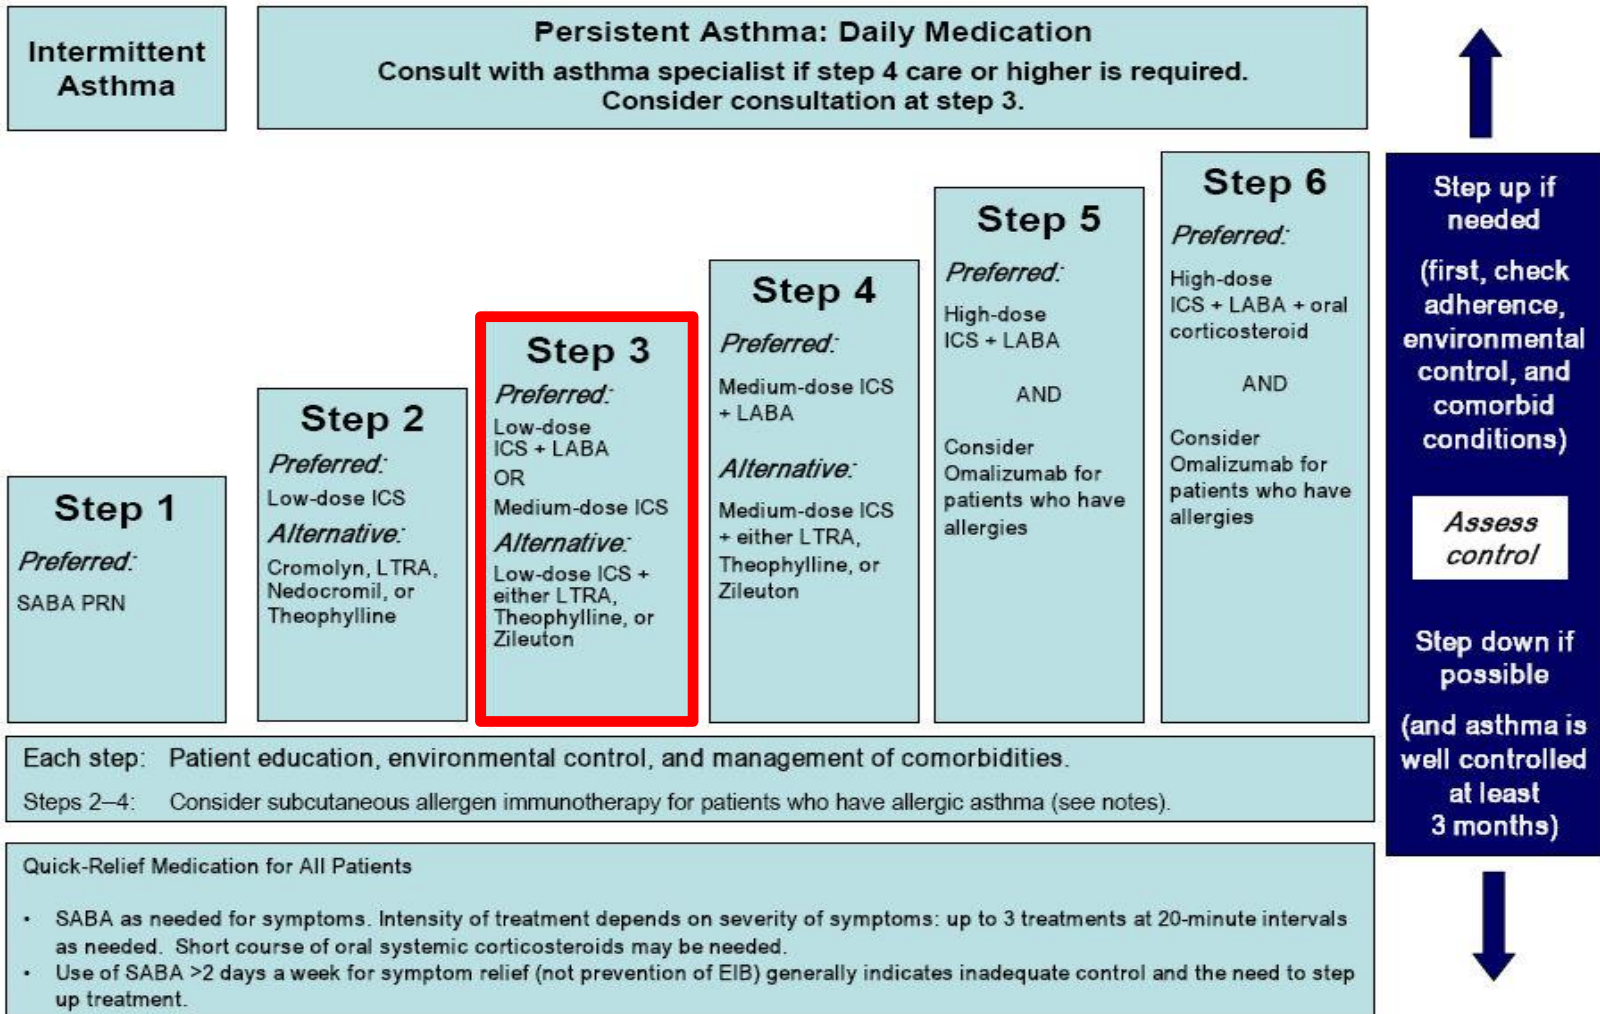 Intermittent
Asthma
Persistent Asthma: Daily Medication
Consult with asthma specialist if step 4 care or higher is required.
Consider consultation at step 3.
Step 1
Preferred:
SABA PRN
Step 2
Preferred:
Low-dose ICS
Alternative:
Cromolyn, LTRA,
Nedocromil, or
Theophylline
Step 3
Preferred:
Low-dose
ICS + LABA
OR
Medium-dose ICS
Alternative:
Low-dose ICS +
either LTRA,
Theophylline, or
Zileuton
Step 4
Preferred:
Medium-dose ICS
+ LABA
Alternative:
Medium-dose ICS
+ either LTRA,
Theophylline, or
Zileuton
Step 5
Preferred:
High-dose
ICS + LABA
AND
Consider
Omalizumab for
patients who have
allergies
Step 6
Preferred:
High-dose
ICS + LABA + oral
corticosteroid
AND
Consider
Omalizumab for
patients who have
allergies
Step up if
needed
(first, check
adherence,
environmental
control, and
comorbid
conditions)
Assess
control
Step down if
possible
(and asthma is
well controlled
at least
3 months)
Each step: Patient education, environmental control, and management of comorbidities.
Steps 2–4: Consider subcutaneous allergen immunotherapy for patients who have allergic asthma (see notes).
Quick-Relief Medication for All Patients
• SABA as needed for symptoms. Intensity of treatment depends on severity of symptoms: up to 3 treatments at 20-minute intervals
as needed. Short course of oral systemic corticosteroids may be needed.
• Use of SABA >2 days a week for symptom relief (not prevention of EIB) generally indicates inadequate control and the need to step
up treatment.